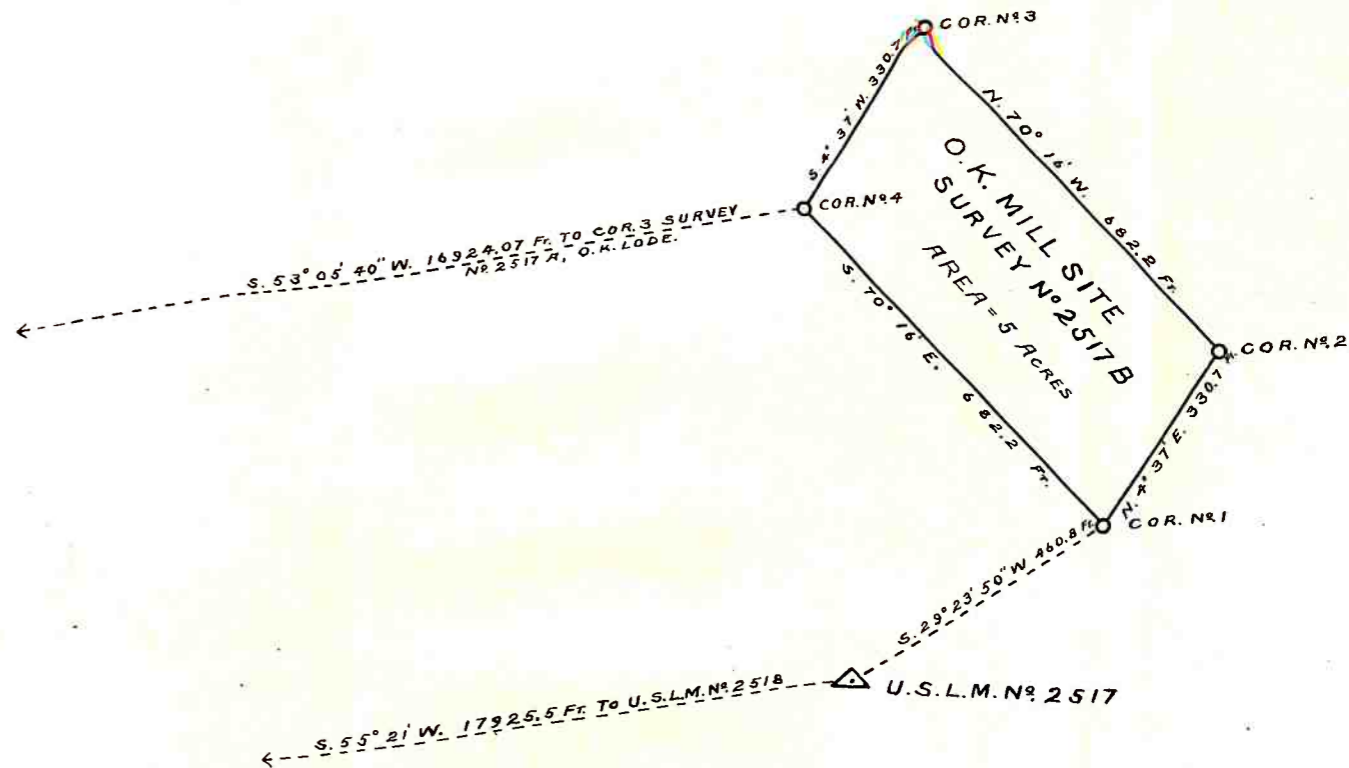 COR. Nº 3
S. 4° 37' W. 330.7 Ft.
N. 70° 16' W. 682.2 Ft.
O.K. MILL SITE
SURVEY Nº 2517 B
AREA = 5 ACRES
COR. Nº 4
S. 53° 05' 40" W. 16924.07 Ft. TO COR. 3 SURVEY
Nº 2517 A, O.K. LODE.
S. 70° 16' E. 682.2 Ft.
COR. Nº 2
N. 4° 37' E. 330.7 Ft.
COR. Nº 1
S. 29° 23' 50" W 460.8 Ft.
U.S.L.M. Nº 2517
S. 55° 21' W. 17925.5 Ft. TO U.S.L.M. Nº 2518